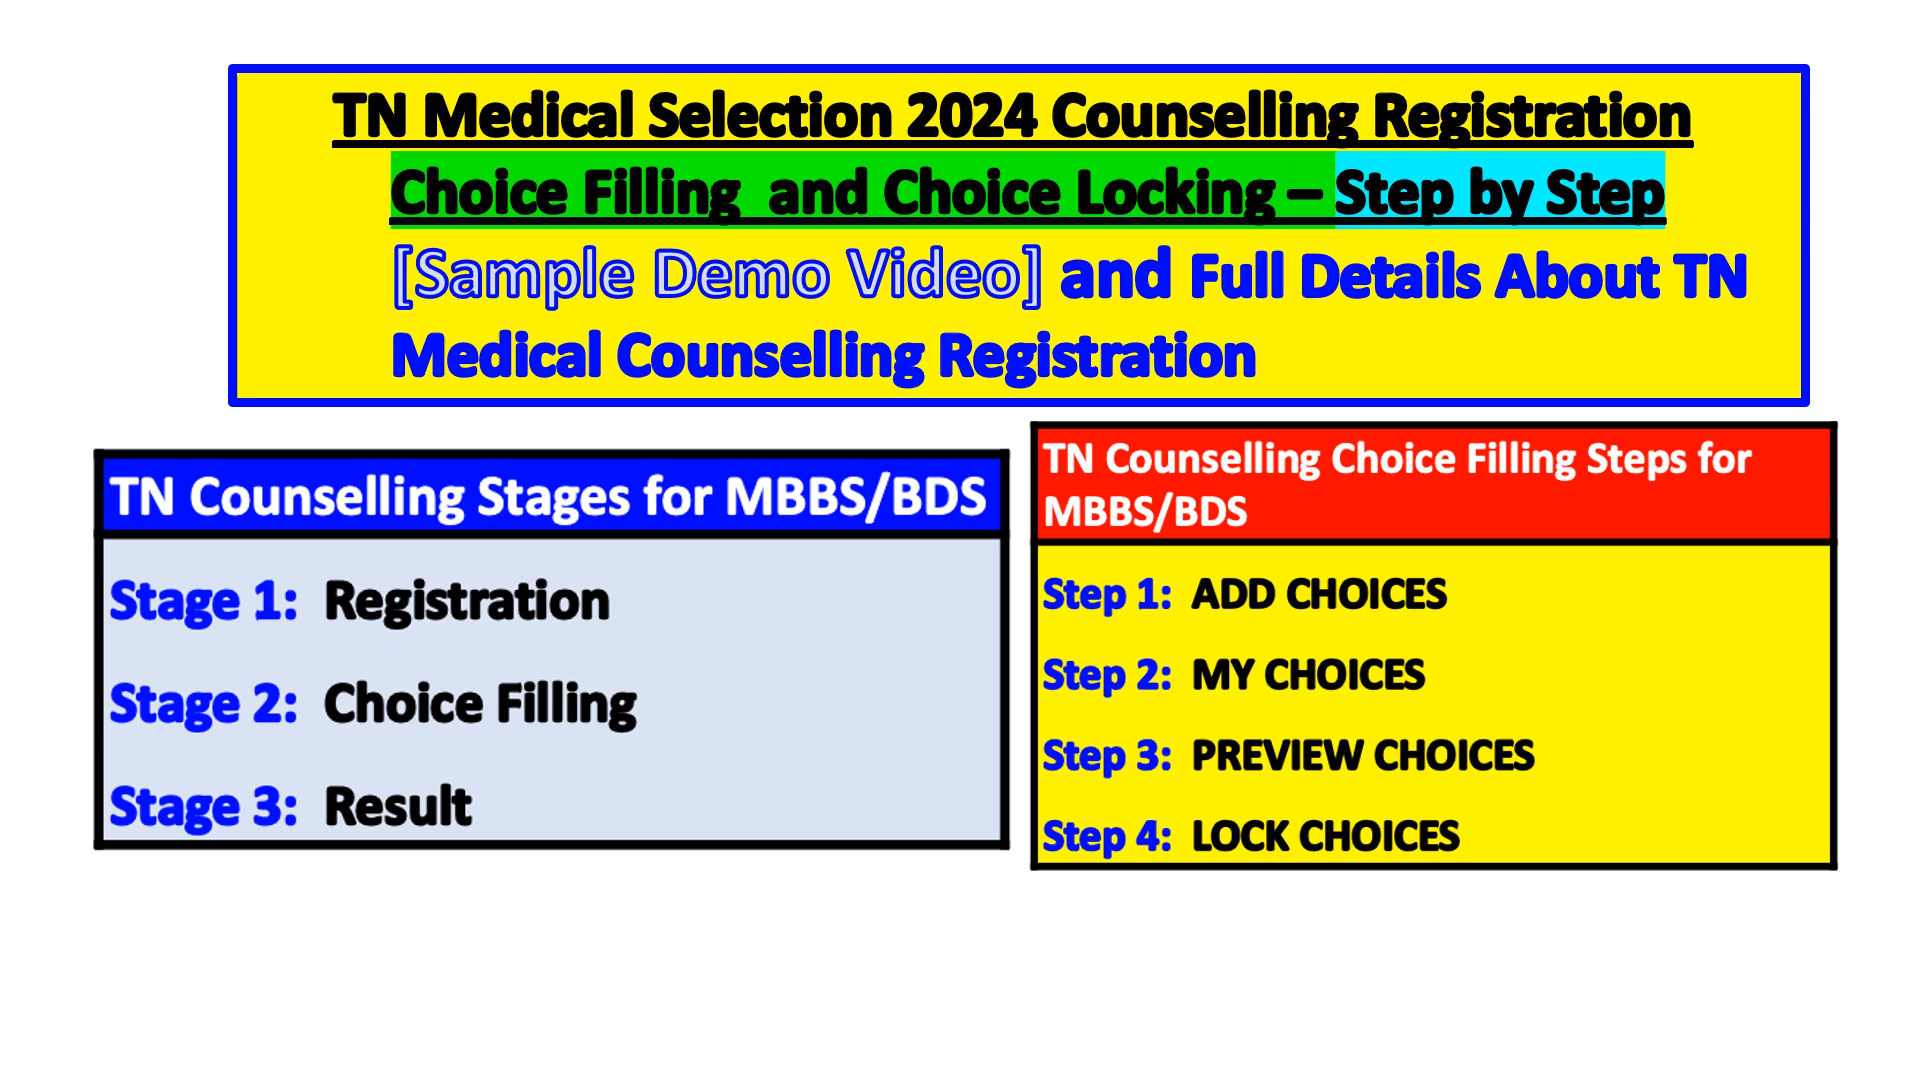 TN Medical Selection 2024 Counselling Registration
Choice Filling  and Choice Locking – Step by Step
[Sample Demo Video] and Full Details About TN
Medical Counselling Registration
TN Counselling Stages for MBBS/BDS
Stage 1:  Registration
Stage 2:  Choice Filling
Stage 3:  Result
TN Counselling Choice Filling Steps for
MBBS/BDS
Step 1:  ADD CHOICES
Step 2:  MY CHOICES
Step 3:  PREVIEW CHOICES
Step 4:  LOCK CHOICES